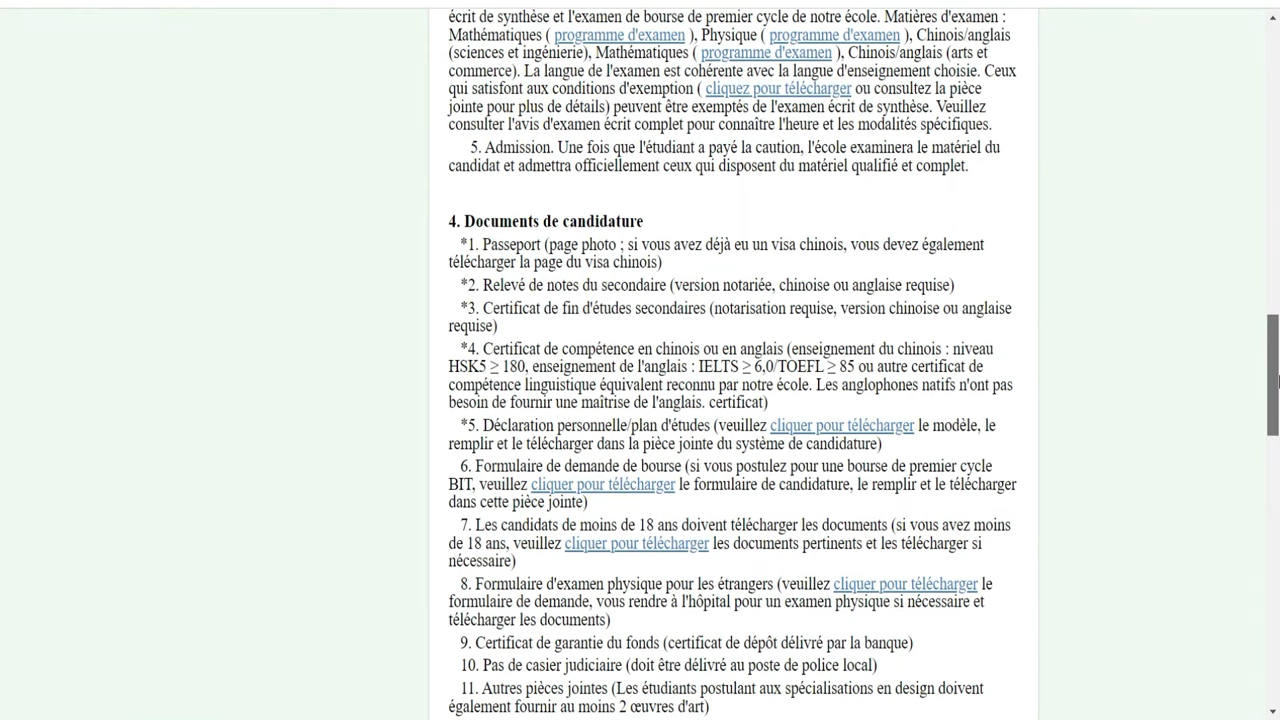 écrit de synthèse et l'examen de bourse de premier cycle de notre école. Matières d'examen :
Mathématiques ( programme d'examen ), Physique ( programme d'examen ), Chinois/anglais
(sciences et ingénierie), Mathématiques ( programme d'examen ), Chinois/anglais (arts et
commerce). La langue de l'examen est cohérente avec la langue d'enseignement choisie. Ceux
qui satisfont aux conditions d'exemption ( cliquez pour télécharger ou consultez la pièce
jointe pour plus de détails) peuvent être exemptés de l'examen écrit de synthèse. Veuillez
consulter l'avis d'examen écrit complet pour connaître l'heure et les modalités spécifiques.
5. Admission. Une fois que l'étudiant a payé la caution, l'école examinera le matériel du
candidat et admettra officiellement ceux qui disposent du matériel qualifié et complet.
4. Documents de candidature
*1. Passeport (page photo ; si vous avez déjà eu un visa chinois, vous devez également
télécharger la page du visa chinois)
*2. Relevé de notes du secondaire (version notariée, chinoise ou anglaise requise)
*3. Certificat de fin d'études secondaires (notarisation requise, version chinoise ou anglaise
requise)
*4. Certificat de compétence en chinois ou en anglais (enseignement du chinois : niveau
HSK5 ≥ 180, enseignement de l'anglais : IELTS ≥ 6,0/TOEFL ≥ 85 ou autre certificat de
compétence linguistique équivalent reconnu par notre école. Les anglophones natifs n'ont pas
besoin de fournir une maîtrise de l'anglais. certificat)
*5. Déclaration personnelle/plan d'études (veuillez cliquer pour télécharger le modèle, le
remplir et le télécharger dans la pièce jointe du système de candidature)
6. Formulaire de demande de bourse (si vous postulez pour une bourse de premier cycle
BIT, veuillez cliquer pour télécharger le formulaire de candidature, le remplir et le télécharger
dans cette pièce jointe)
7. Les candidats de moins de 18 ans doivent télécharger les documents (si vous avez moins
de 18 ans, veuillez cliquer pour télécharger les documents pertinents et les télécharger si
nécessaire)
8. Formulaire d'examen physique pour les étrangers (veuillez cliquer pour télécharger le
formulaire de demande, vous rendre à l'hôpital pour un examen physique si nécessaire et
télécharger les documents)
9. Certificat de garantie du fonds (certificat de dépôt délivré par la banque)
10. Pas de casier judiciaire (doit être délivré au poste de police local)
11. Autres pièces jointes (Les étudiants postulant aux spécialisations en design doivent
également fournir au moins 2 œuvres d'art)